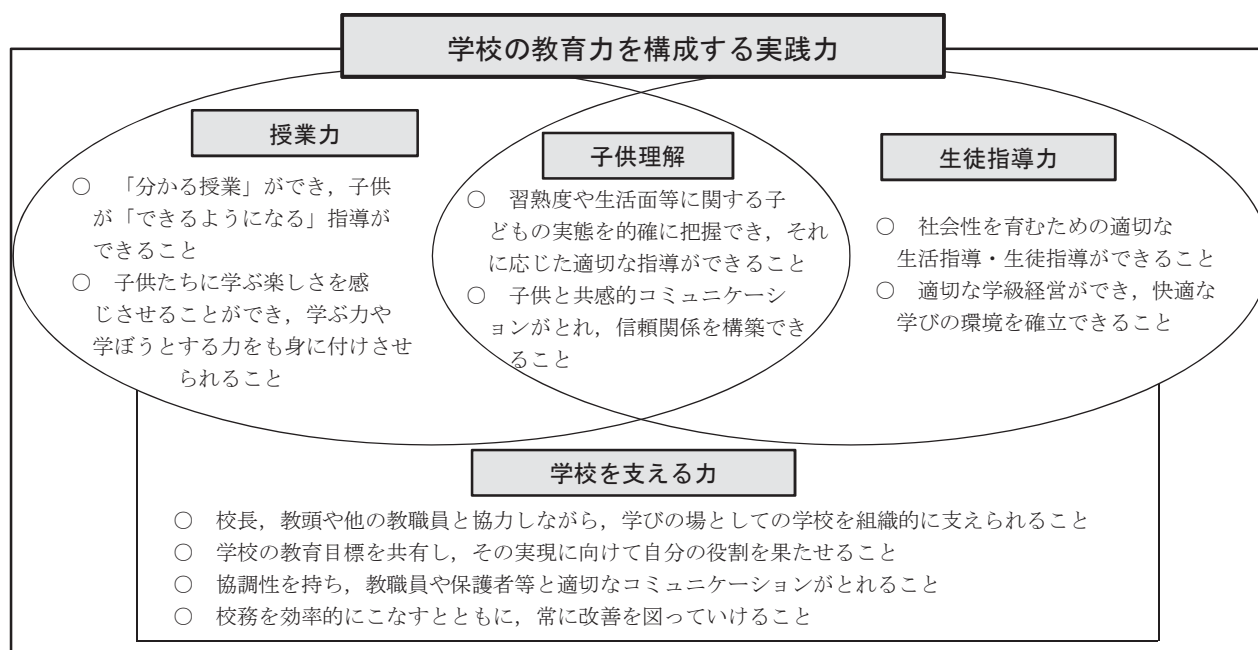 学校の教育力を構成する実践力
授業力
○ 「分かる授業」ができ，子供
が「できるようになる」指導が
できること
○ 子供たちに学ぶ楽しさを感
じさせることができ，学ぶ力や
学ぼうとする力をも身に付けさせ
られること
子供理解
○ 習熟度や生活面等に関する子
どもの実態を的確に把握でき，それ
に応じた適切な指導ができること
○ 子供と共感的コミュニケーシ
ョンがとれ，信頼関係を構築でき
ること
生徒指導力
○ 社会性を育むための適切な
生活指導・生徒指導ができること
○ 適切な学級経営ができ，快適な
学びの環境を確立できること
学校を支える力
○ 校長，教頭や他の教職員と協力しながら，学びの場としての学校を組織的に支えられること
○ 学校の教育目標を共有し，その実現に向けて自分の役割を果たせること
○ 協調性を持ち，教職員や保護者等と適切なコミュニケーションがとれること
○ 校務を効率的にこなすとともに，常に改善を図っていけること